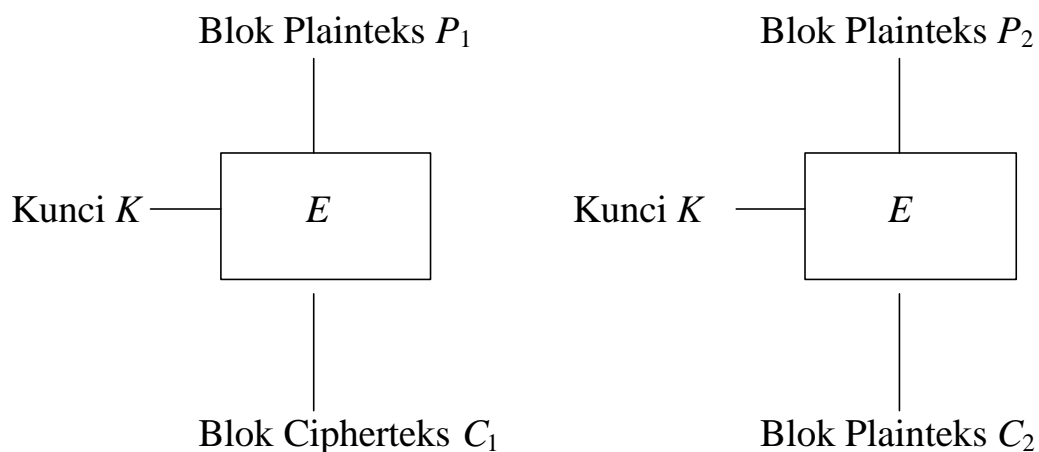 Blok Plainteks P₁ Blok Plainteks P₂
Kunci K E Kunci K E
Blok Cipherteks C₁ Blok Plainteks C₂